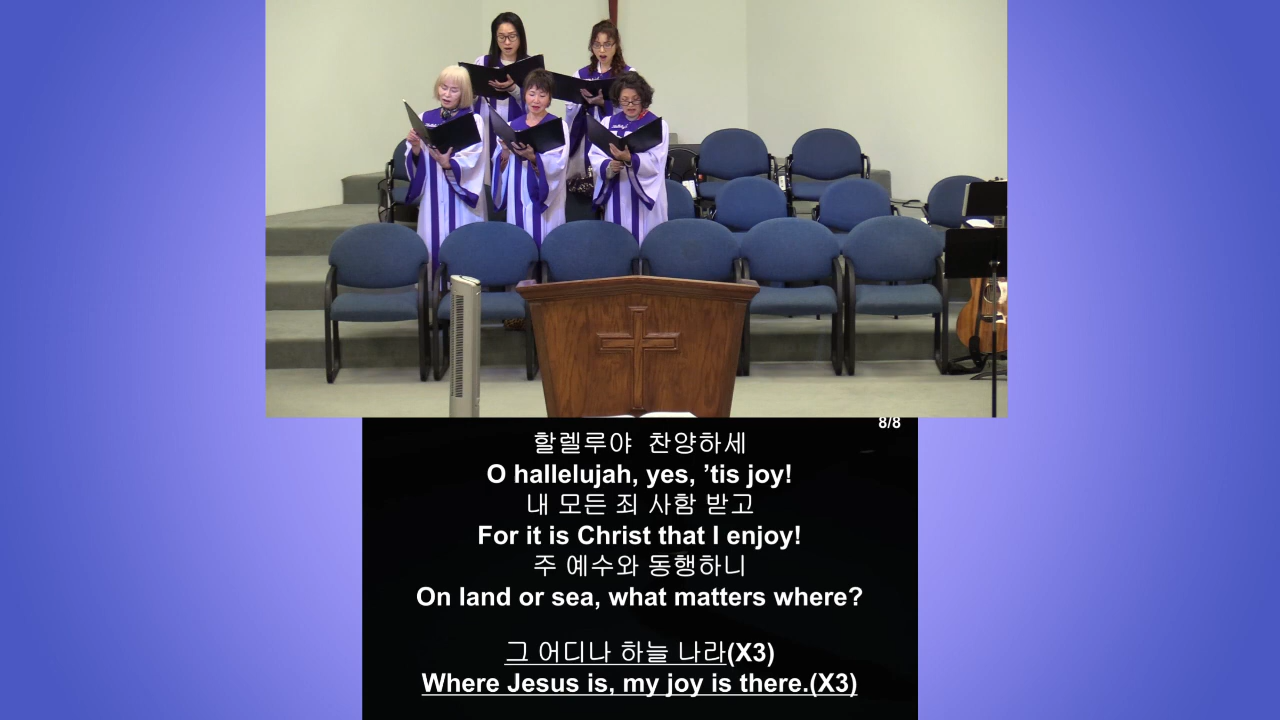 8/8
할렐루야 찬양하세
O hallelujah, yes, ’tis joy!
내 모든 죄 사함 받고
For it is Christ that I enjoy!
주 예수와 동행하니
On land or sea, what matters where?
그 어디나 하늘 나라(X3)
Where Jesus is, my joy is there.(X3)